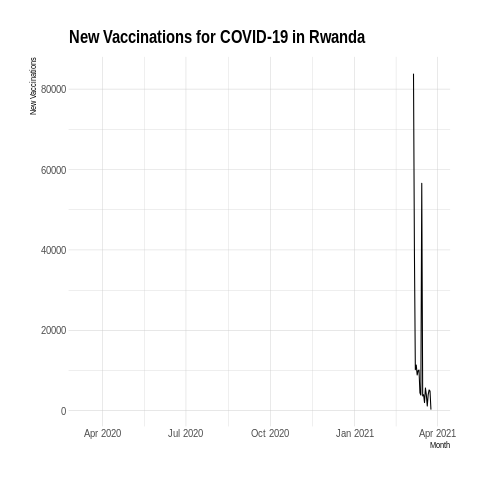 New Vaccinations for COVID-19 in Rwanda
New Vaccinations
80000
60000
40000
20000
0
Apr 2020 Jul 2020 Oct 2020 Jan 2021 Apr 2021
Month